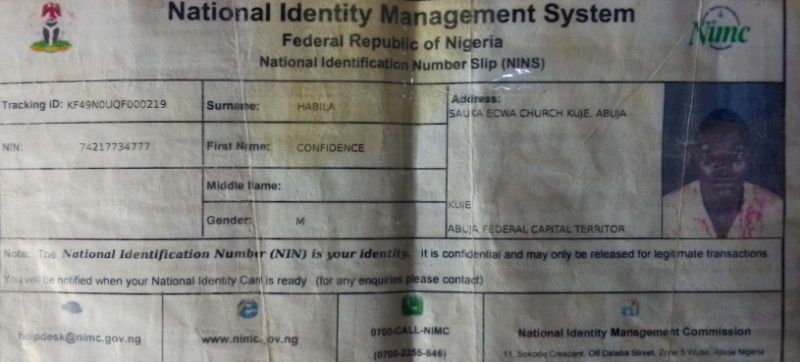 National Identity Management System
Federal Republic of Nigeria
National Identification Number Slip (NINS)
Nimc
Tracking ID: KF49N0UQF000219
Surname: HABILA
Address:
SAUKA ECWA CHURCH KUJE, ABUJA
NIN: 74217734777
First Name: CONFIDENCE
Middle Name:
KUJE
Gender: M
ABUJA FEDERAL CAPITAL TERRITOR
Note: The National Identification Number (NIN) is your identity. It is confidential and may only be released for legitimate transactions.
You will be notified when your National Identity Card is ready (for any enquiries please contact)
helpdesk@nimc.gov.ng
www.nimc.gov.ng
0700-CALL-NIMC
(0700-2255-646)
National Identity Management Commission
11, Sokode Crescent, Off Dalaba Street, Zone 5 Wuse, Abuja Nigeria